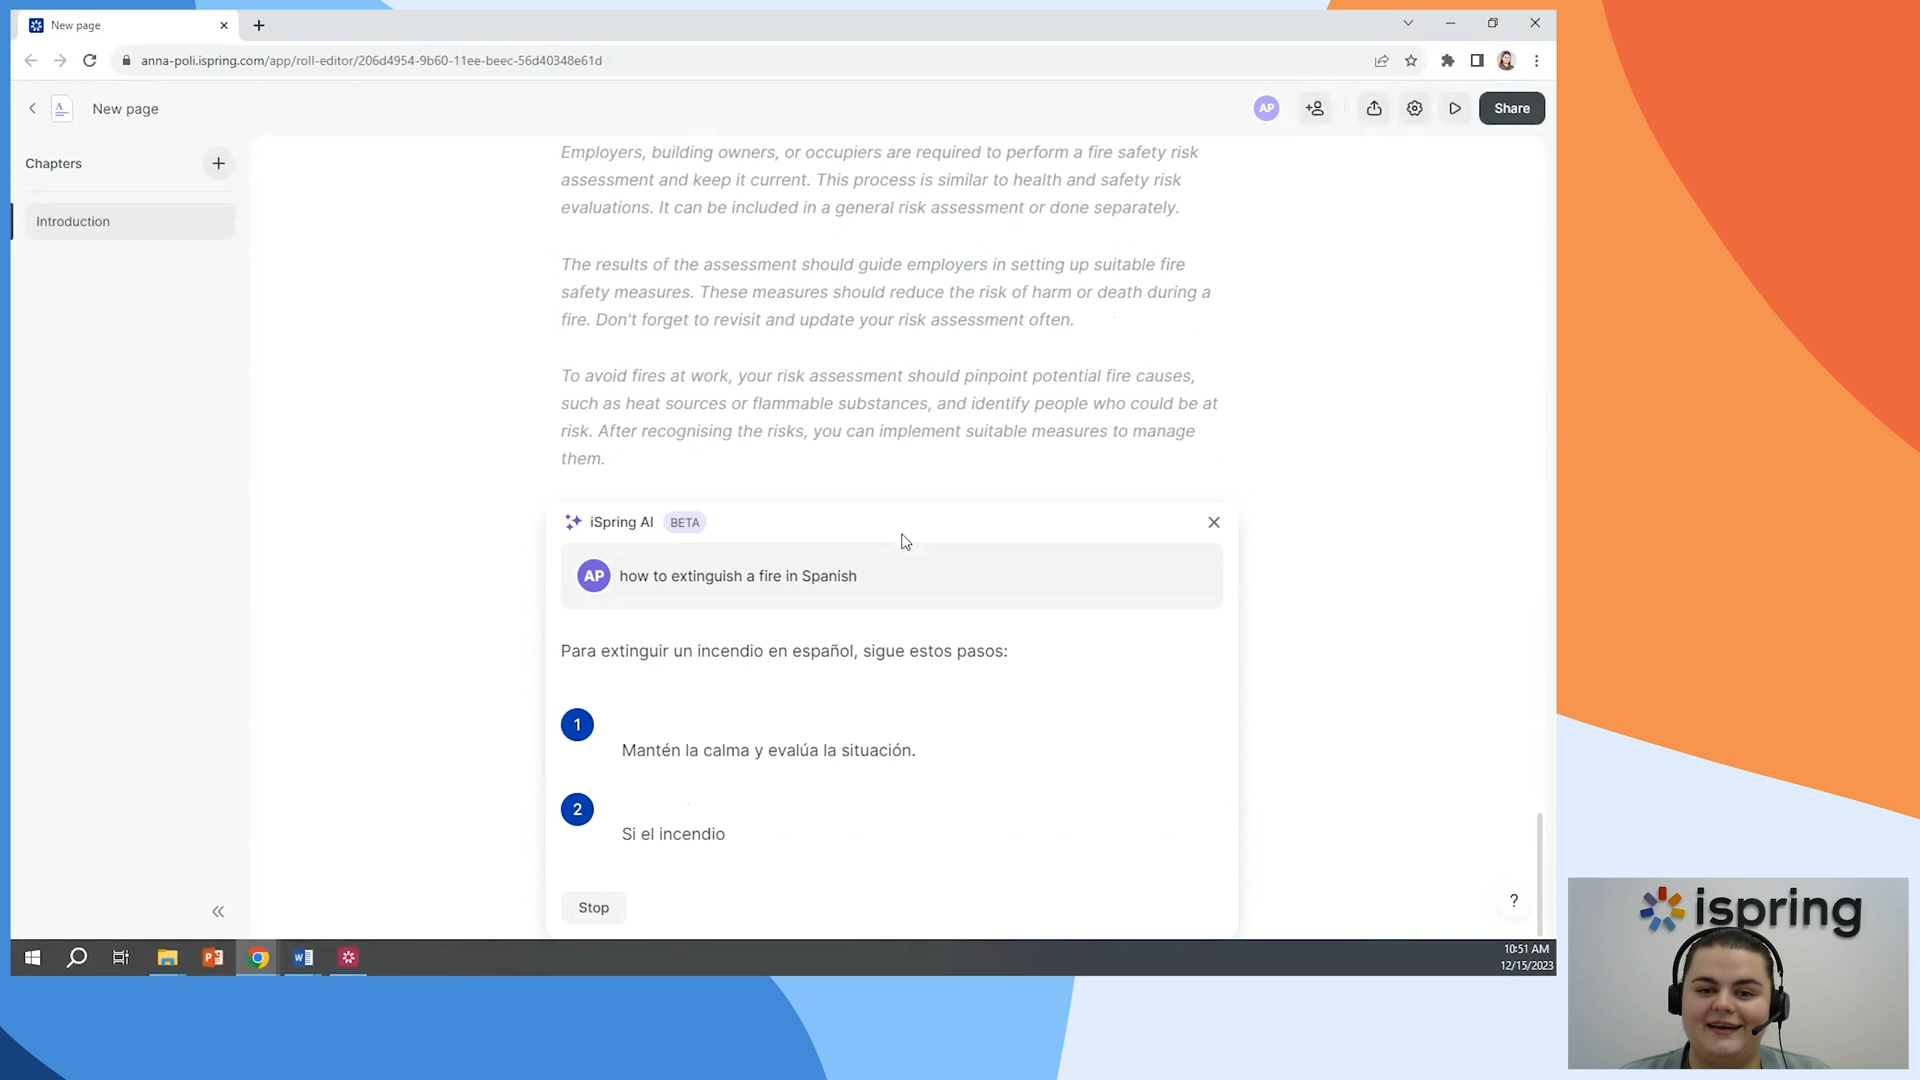 New page
anna-poli.ispring.com/app/roll-editor/206d4954-9b60-11ee-beec-56d40348e61d
New page
AP
Share
Chapters
Introduction
Employers, building owners, or occupiers are required to perform a fire safety risk
assessment and keep it current. This process is similar to health and safety risk
evaluations. It can be included in a general risk assessment or done separately.
The results of the assessment should guide employers in setting up suitable fire
safety measures. These measures should reduce the risk of harm or death during a
fire. Don't forget to revisit and update your risk assessment often.
To avoid fires at work, your risk assessment should pinpoint potential fire causes,
such as heat sources or flammable substances, and identify people who could be at
risk. After recognising the risks, you can implement suitable measures to manage
them.
iSpring AI BETA
AP how to extinguish a fire in Spanish
Para extinguir un incendio en español, sigue estos pasos:
1
Mantén la calma y evalúa la situación.
2
Si el incendio
Stop
?
10:51 AM
12/15/2023
ispring